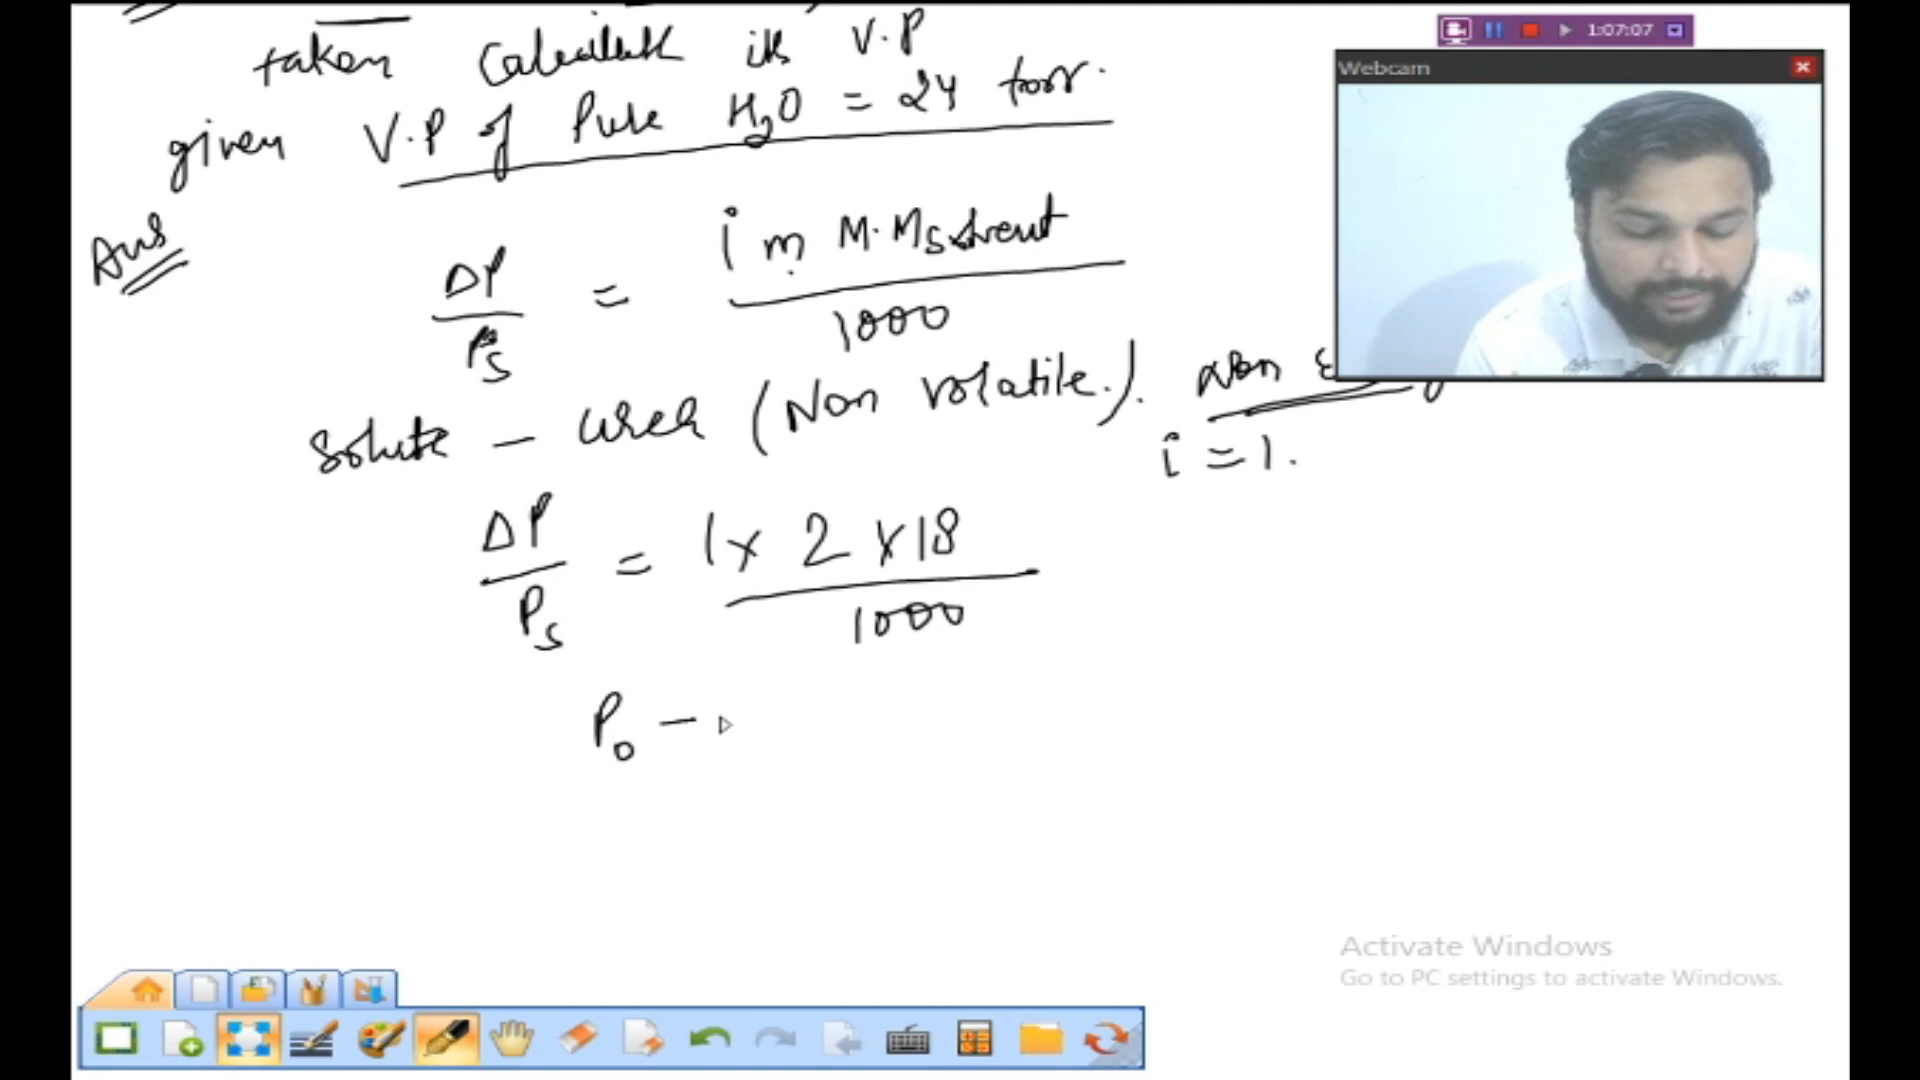 taken Calculate its V.P
given V.P of Pure H₂O = 24 torr.
1:07:07
Webcam
Ans
ΔP/Pₛ = i m M.M solvent/1000
Solute – Urea (Non volatile.). Non
i = 1.
ΔP/Pₛ = 1 x 2 x 18/1000
P₀ –
Activate Windows
Go to PC settings to activate Windows.